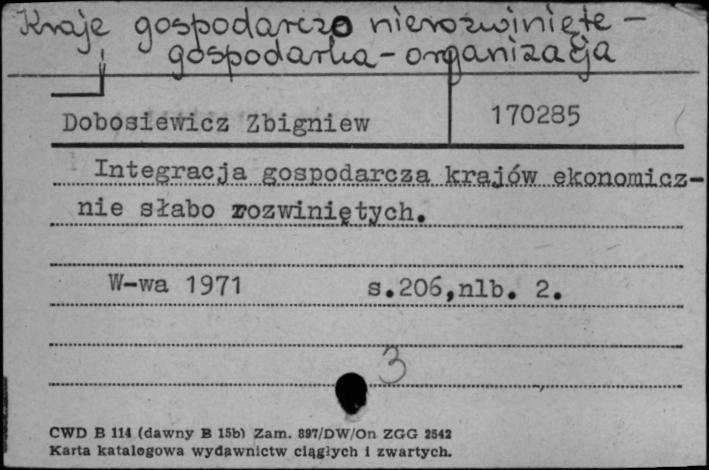 Kraje gospodarczo nierozwinięte -
gospodarka - organizacja
Dobosiewicz Zbigniew 170285
Integracja gospodarcza krajów ekonomicz-
nie słabo rozwiniętych.
W-wa 1971 s.206,nlb. 2.
3
CWD B 114 (dawny B 15b) Zam. 897/DW/On ZGG 2542
Karta katalogowa wydawnictw ciągłych i zwartych.